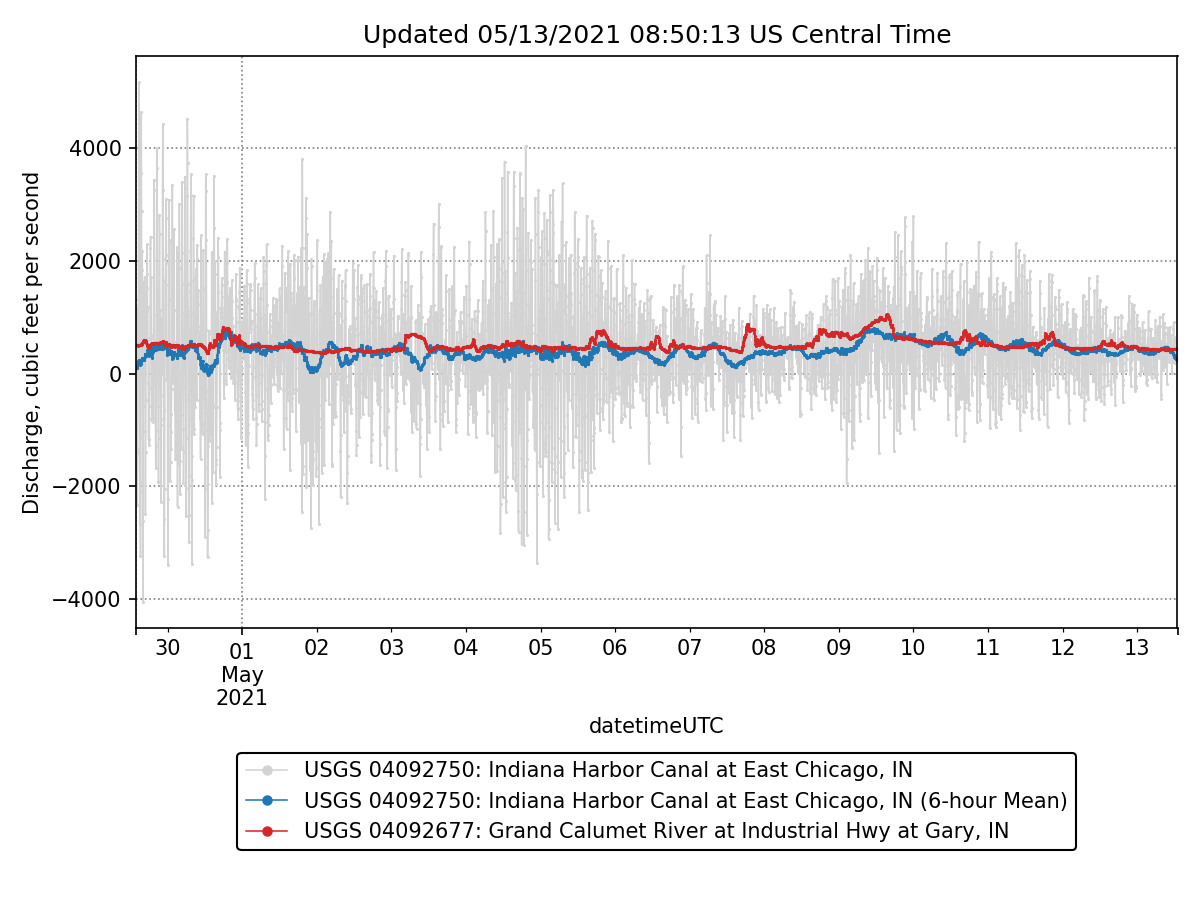 Updated 05/13/2021 08:50:13 US Central Time
Discharge, cubic feet per second
4000
2000
0
−2000
−4000
30
01
May
2021
02
03
04
05
06
07
08
09
10
11
12
13
datetimeUTC
USGS 04092750: Indiana Harbor Canal at East Chicago, IN
USGS 04092750: Indiana Harbor Canal at East Chicago, IN (6-hour Mean)
USGS 04092677: Grand Calumet River at Industrial Hwy at Gary, IN